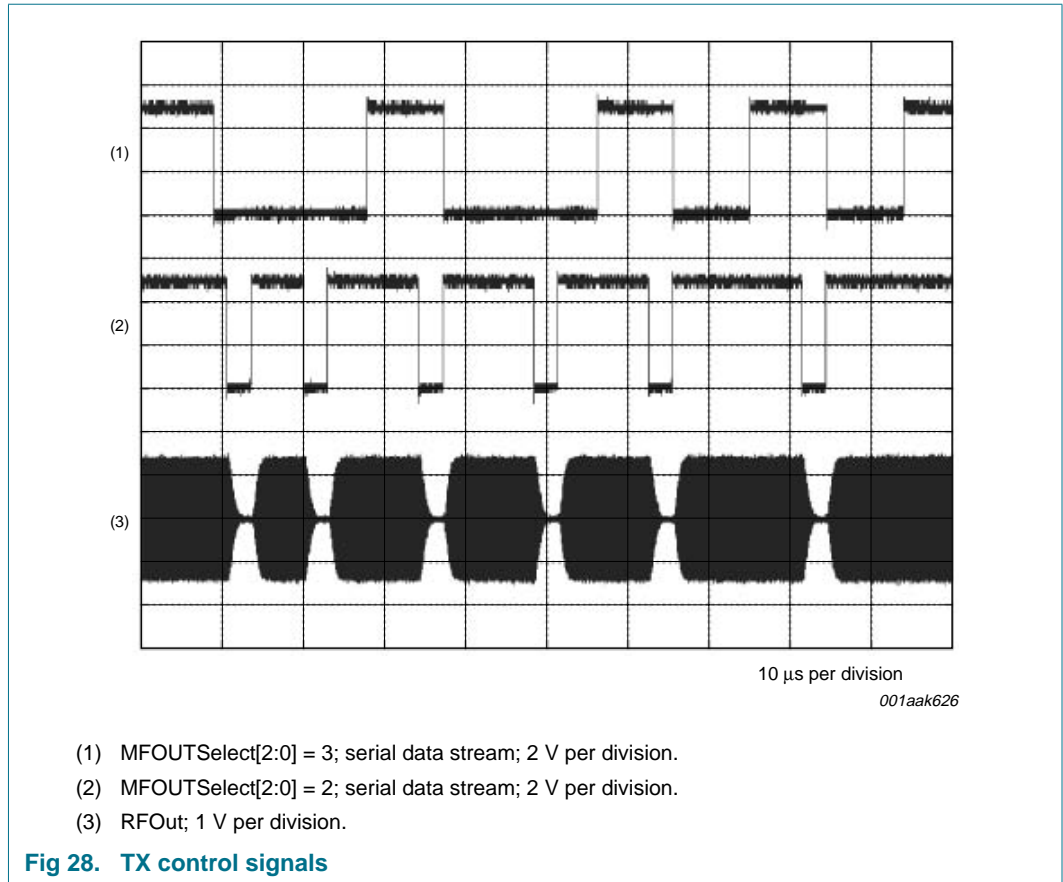 (1)
(2)
(3)
10 μs per division
001aak626
(1) MFOUTSelect[2:0] = 3; serial data stream; 2 V per division.
(2) MFOUTSelect[2:0] = 2; serial data stream; 2 V per division.
(3) RFOut; 1 V per division.
Fig 28. TX control signals